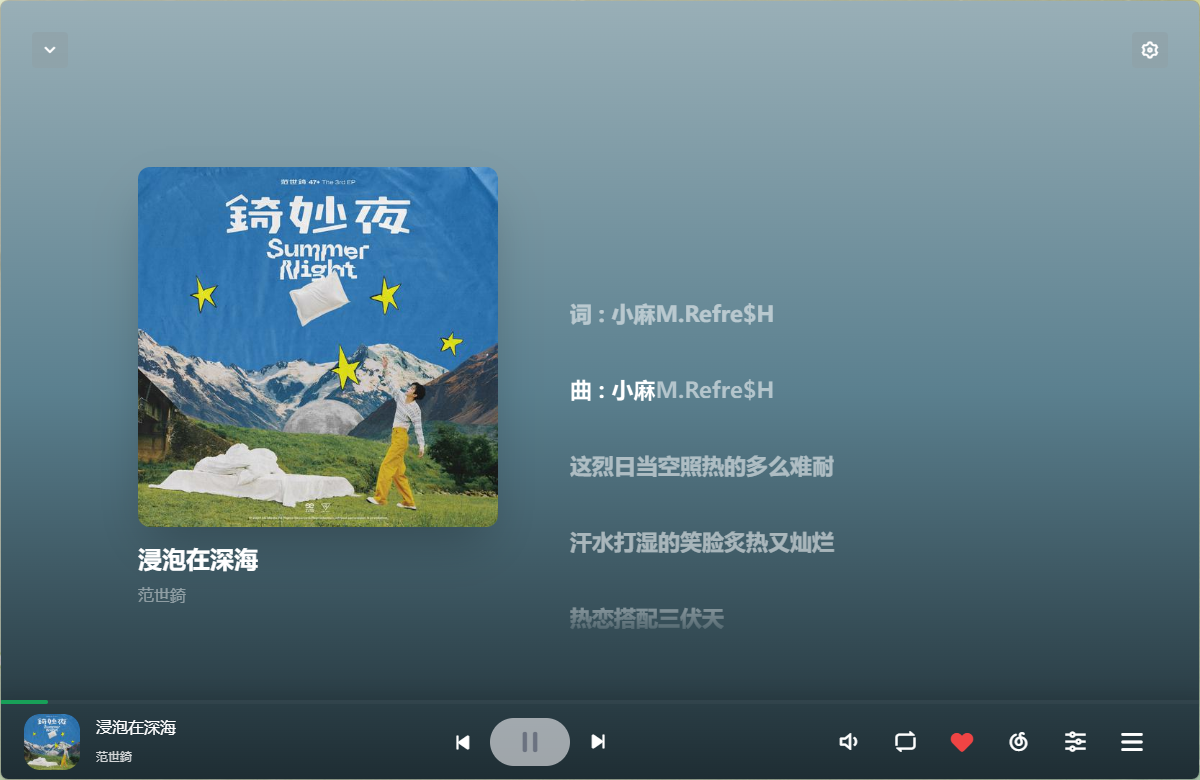 范世錡 47• The 3rd EP
錡妙夜
Summer
Night
词 : 小麻M.Refre$H
曲 : 小麻M.Refre$H
这烈日当空照热的多么难耐
汗水打湿的笑脸炙热又灿烂
热恋搭配三伏天
浸泡在深海
范世錡
浸泡在深海
范世錡